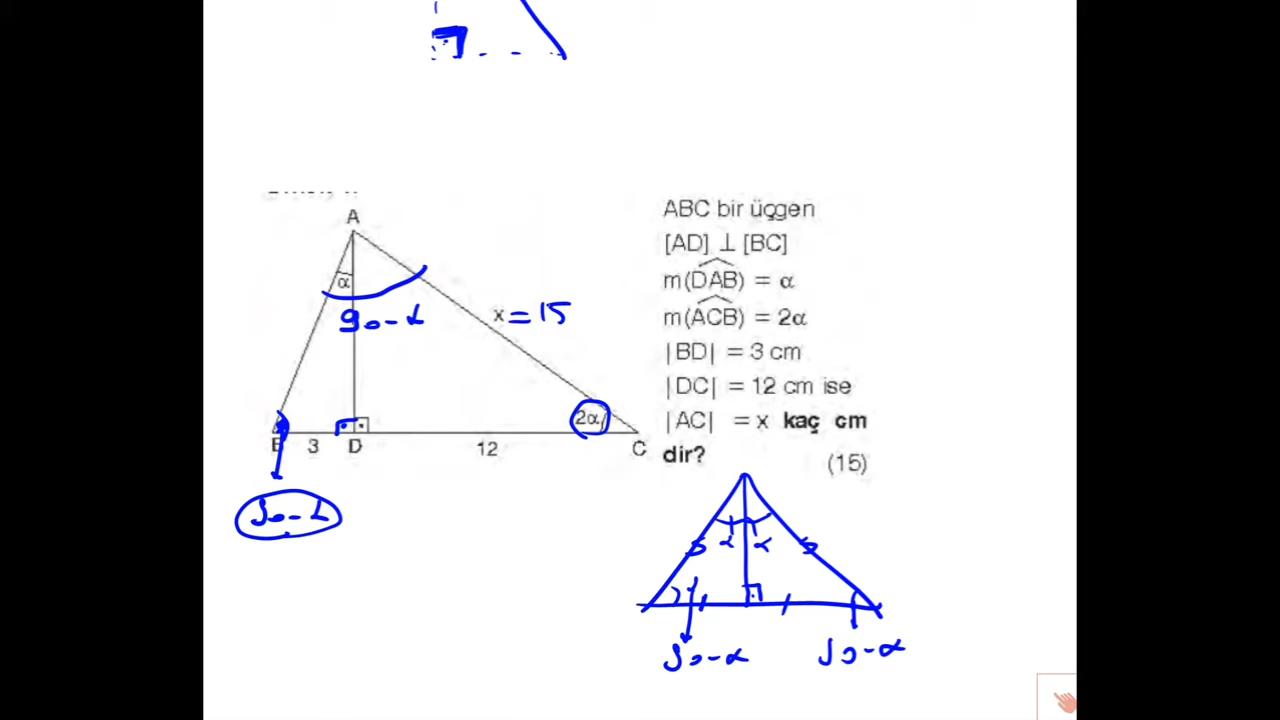 A
α
90-α
x = 15
2α
B 3 D 12 C
90-α
ABC bir üçgen
[AD] ⊥ [BC]
m(DAB) = α
m(ACB) = 2α
|BD| = 3 cm
|DC| = 12 cm ise
|AC| = x kaç cm
dir?
(15)
α α
90-α 90-α